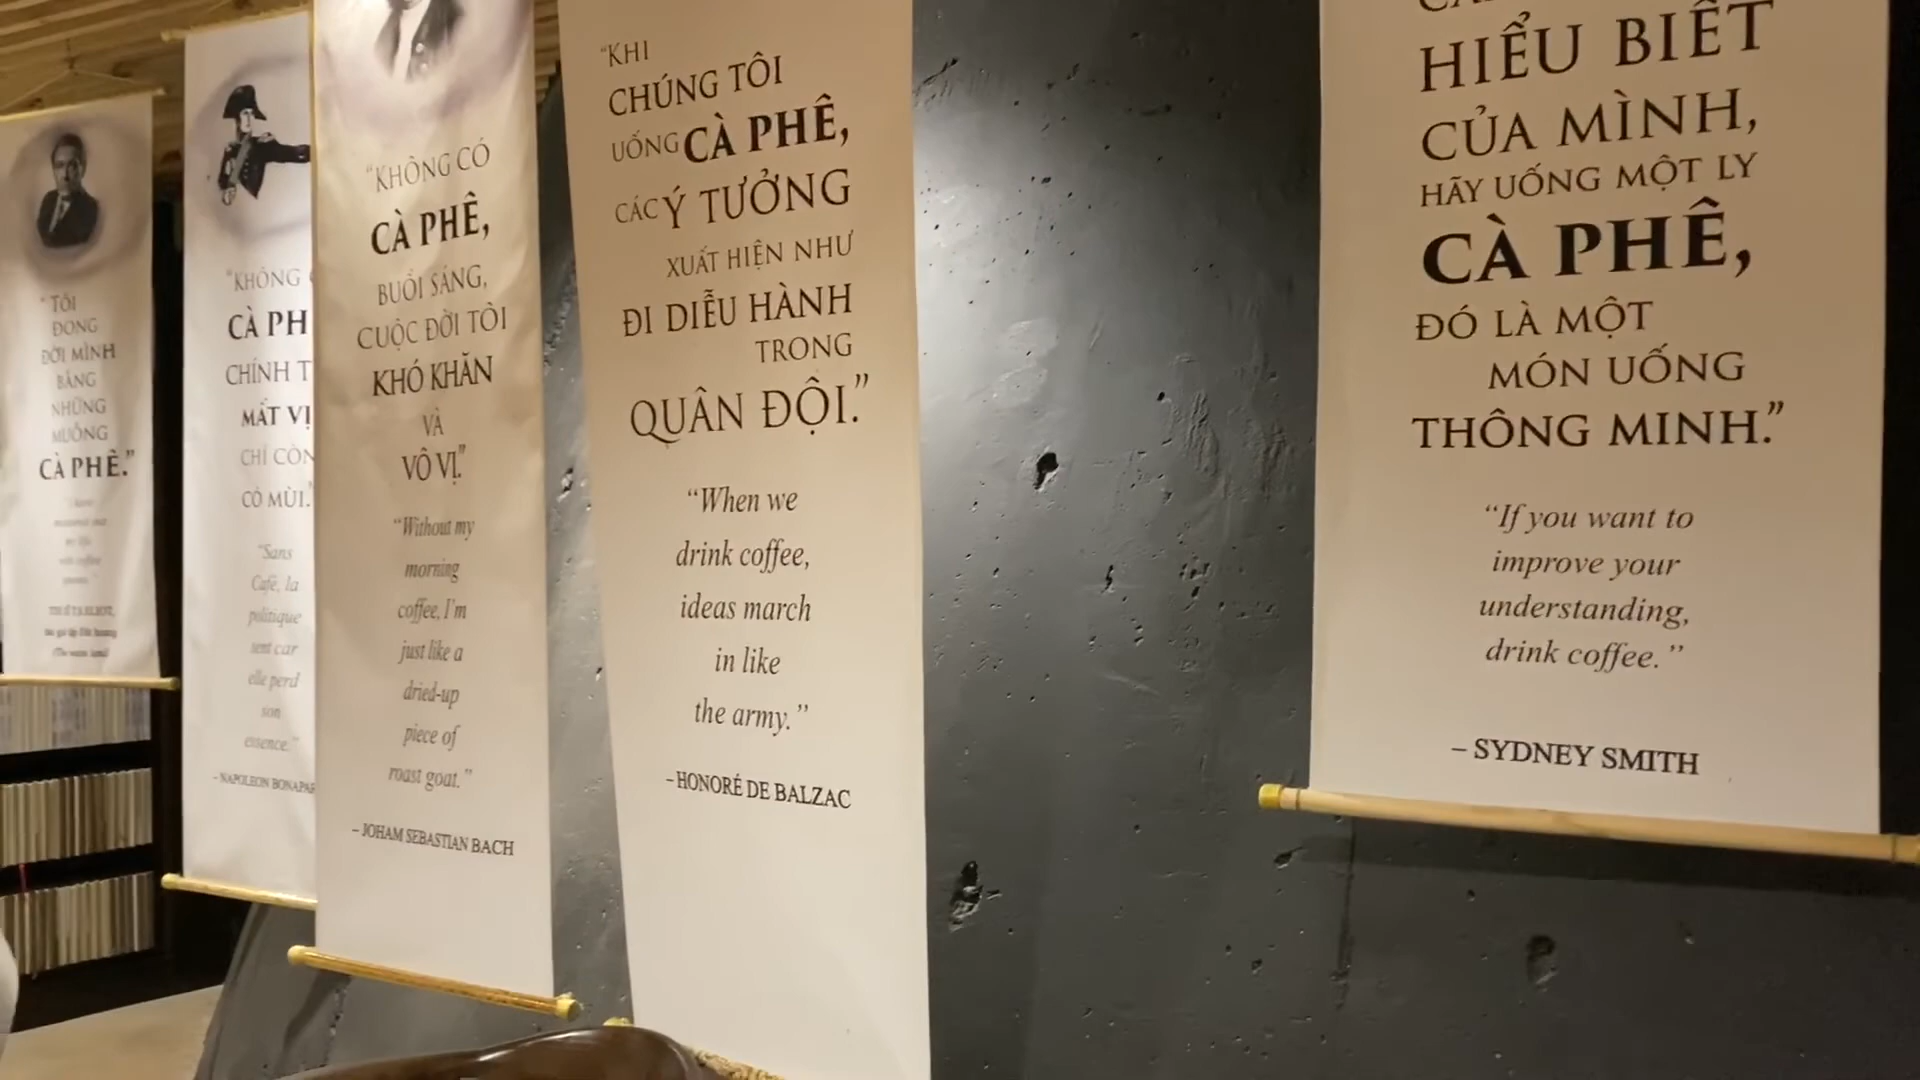 “TÔI
ĐONG
ĐỜI MÌNH
BẰNG
NHỮNG
MUỖNG
CÀ PHÊ.”
“KHÔNG
CÀ PH
CHÍNH T
MẤT VỊ
CHỈ CÒN
CÓ MÙI.”
“Sans
Café, la
politique
sent car
elle perd
son
essence.”
– NAPOLEON BONAPAR
“KHÔNG CÓ
CÀ PHÊ,
BUỔI SÁNG,
CUỘC ĐỜI TÔI
KHÓ KHĂN
VÀ
VÔ VỊ.”
“Without my
morning
coffee, I’m
just like a
dried-up
piece of
roast goat.”
– JOHAM SEBASTIAN BACH
“KHI
CHÚNG TÔI
UỐNG CÀ PHÊ,
CÁC Ý TƯỞNG
XUẤT HIỆN NHƯ
ĐI DIỄU HÀNH
TRONG
QUÂN ĐỘI.”
“When we
drink coffee,
ideas march
in like
the army.”
– HONORÉ DE BALZAC
HIỂU BIẾT
CỦA MÌNH,
HÃY UỐNG MỘT LY
CÀ PHÊ,
ĐÓ LÀ MỘT
MÓN UỐNG
THÔNG MINH.”
“If you want to
improve your
understanding,
drink coffee.”
– SYDNEY SMITH